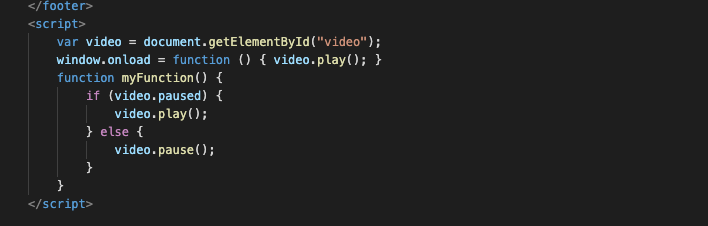 </footer>
<script>
var video = document.getElementById("video");
window.onload = function () { video.play(); }
function myFunction() {
if (video.paused) {
video.play();
} else {
video.pause();
}
}
</script>